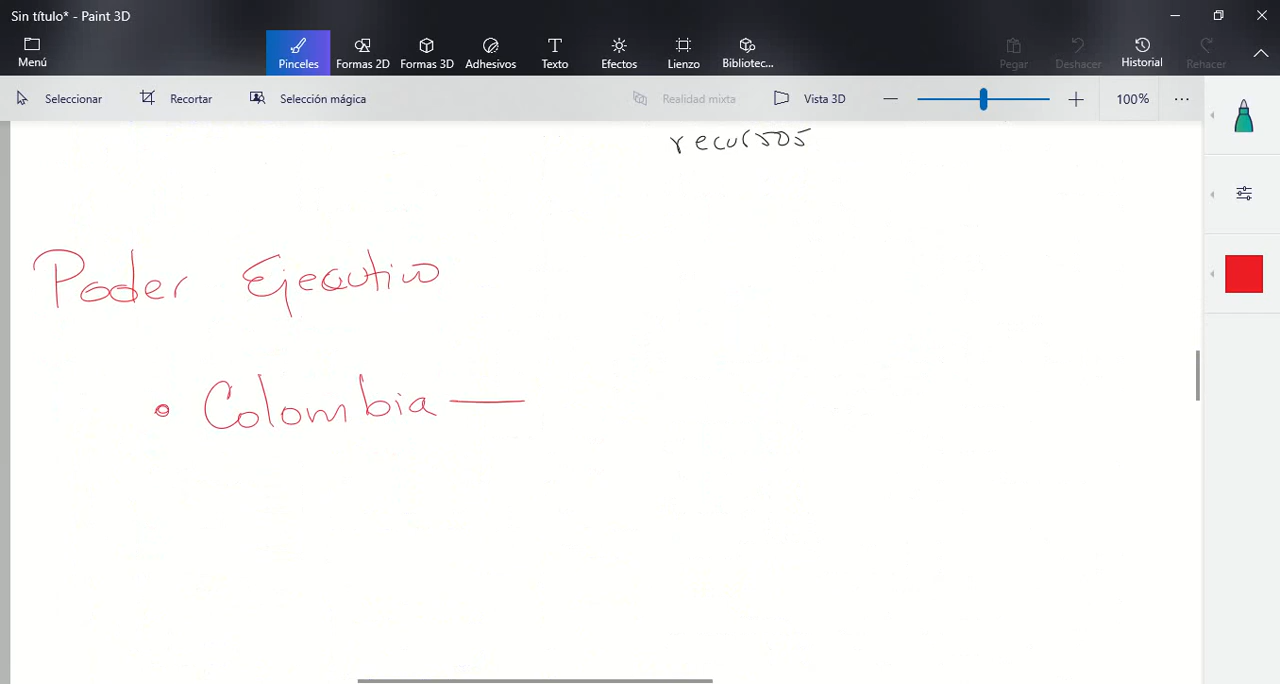 Sin título* - Paint 3D
Menú
Pinceles
Formas 2D
Formas 3D
Adhesivos
Texto
Efectos
Lienzo
Bibliotec...
Pegar
Deshacer
Historial
Rehacer
Seleccionar
Recortar
Selección mágica
Realidad mixta
Vista 3D
100%
recursos
Poder Ejecutivo
• Colombia —